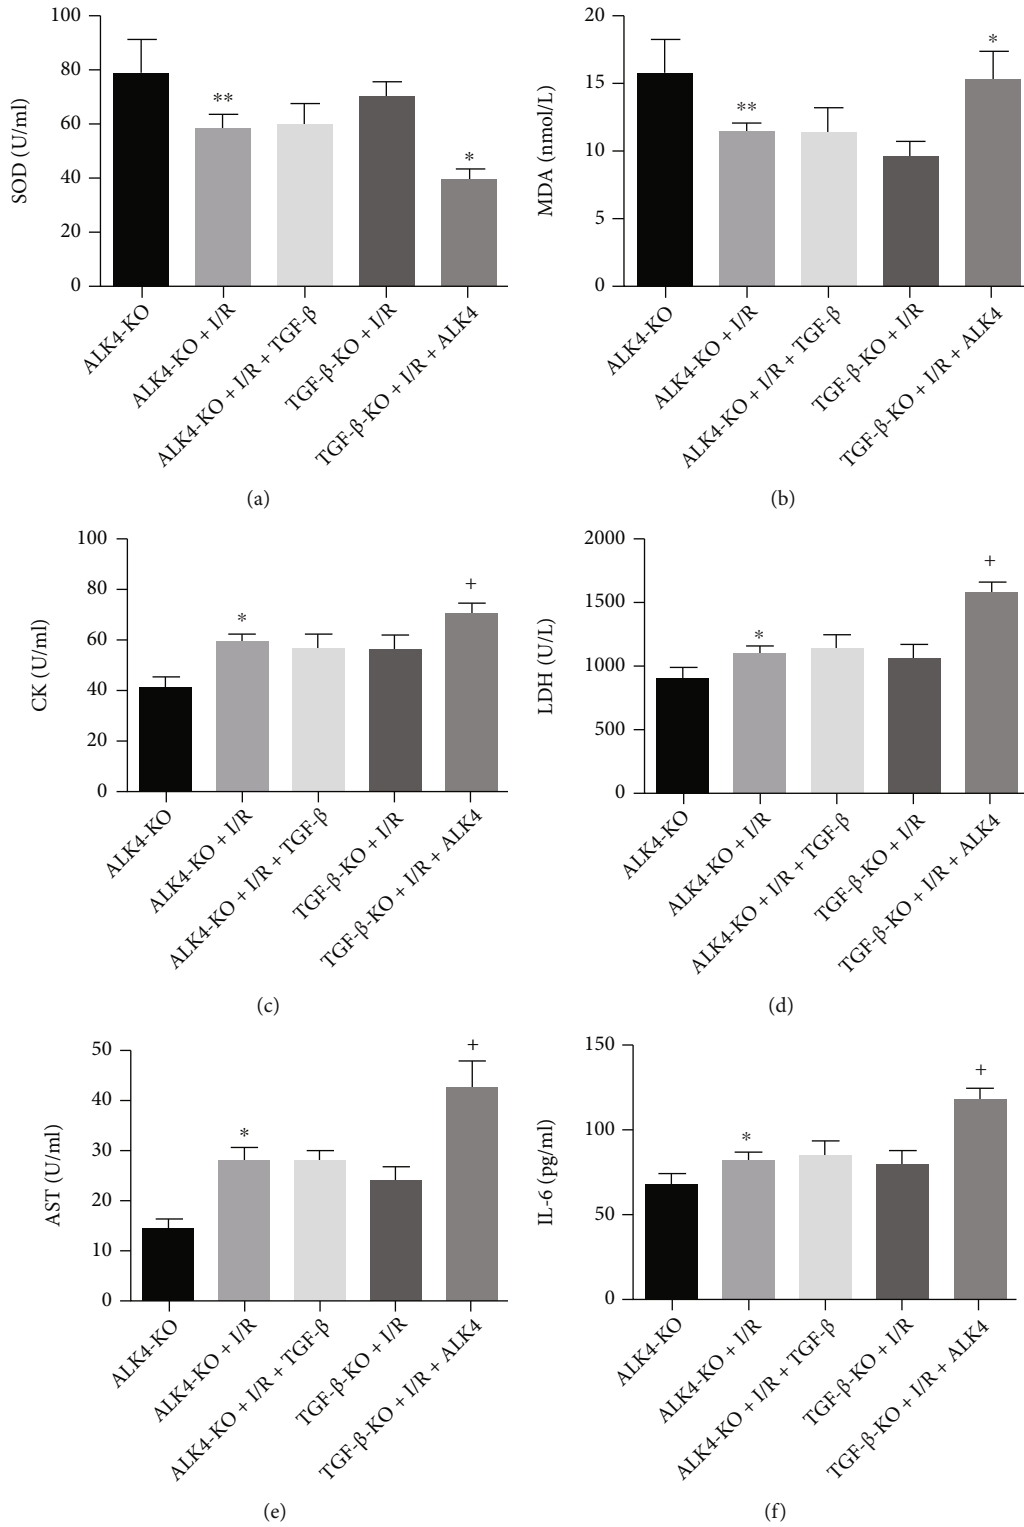 SOD (U/ml)
100
80
60
40
20
0
**
*
ALK4-KO
ALK4-KO + I/R
ALK4-KO + I/R + TGF-β
TGF-β-KO + I/R
TGF-β-KO + I/R + ALK4
(a)
MDA (nmol/L)
20
15
10
5
0
**
*
ALK4-KO
ALK4-KO + I/R
ALK4-KO + I/R + TGF-β
TGF-β-KO + I/R
TGF-β-KO + I/R + ALK4
(b)
CK (U/ml)
100
80
60
40
20
0
*
+
ALK4-KO
ALK4-KO + I/R
ALK4-KO + I/R + TGF-β
TGF-β-KO + I/R
TGF-β-KO + I/R + ALK4
(c)
LDH (U/L)
2000
1500
1000
500
0
*
+
ALK4-KO
ALK4-KO + I/R
ALK4-KO + I/R + TGF-β
TGF-β-KO + I/R
TGF-β-KO + I/R + ALK4
(d)
AST (U/ml)
50
40
30
20
10
0
*
+
ALK4-KO
ALK4-KO + I/R
ALK4-KO + I/R + TGF-β
TGF-β-KO + I/R
TGF-β-KO + I/R + ALK4
(e)
IL-6 (pg/ml)
150
100
50
0
*
+
ALK4-KO
ALK4-KO + I/R
ALK4-KO + I/R + TGF-β
TGF-β-KO + I/R
TGF-β-KO + I/R + ALK4
(f)